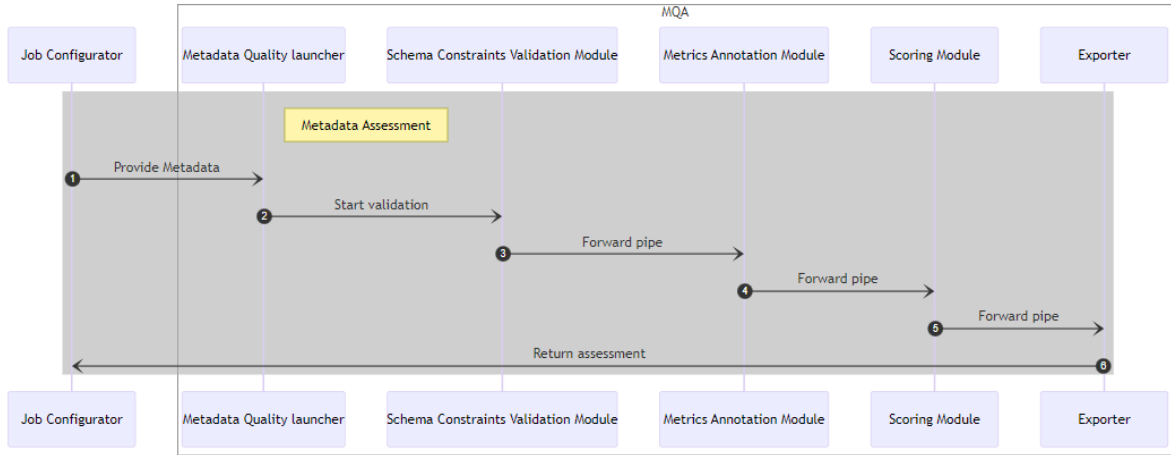 MQA
Job Configurator
Metadata Quality launcher
Schema Constraints Validation Module
Metrics Annotation Module
Scoring Module
Exporter
Metadata Assessment
1
Provide Metadata
2
Start validation
3
Forward pipe
4
Forward pipe
5
Forward pipe
Return assessment
6
Job Configurator
Metadata Quality launcher
Schema Constraints Validation Module
Metrics Annotation Module
Scoring Module
Exporter